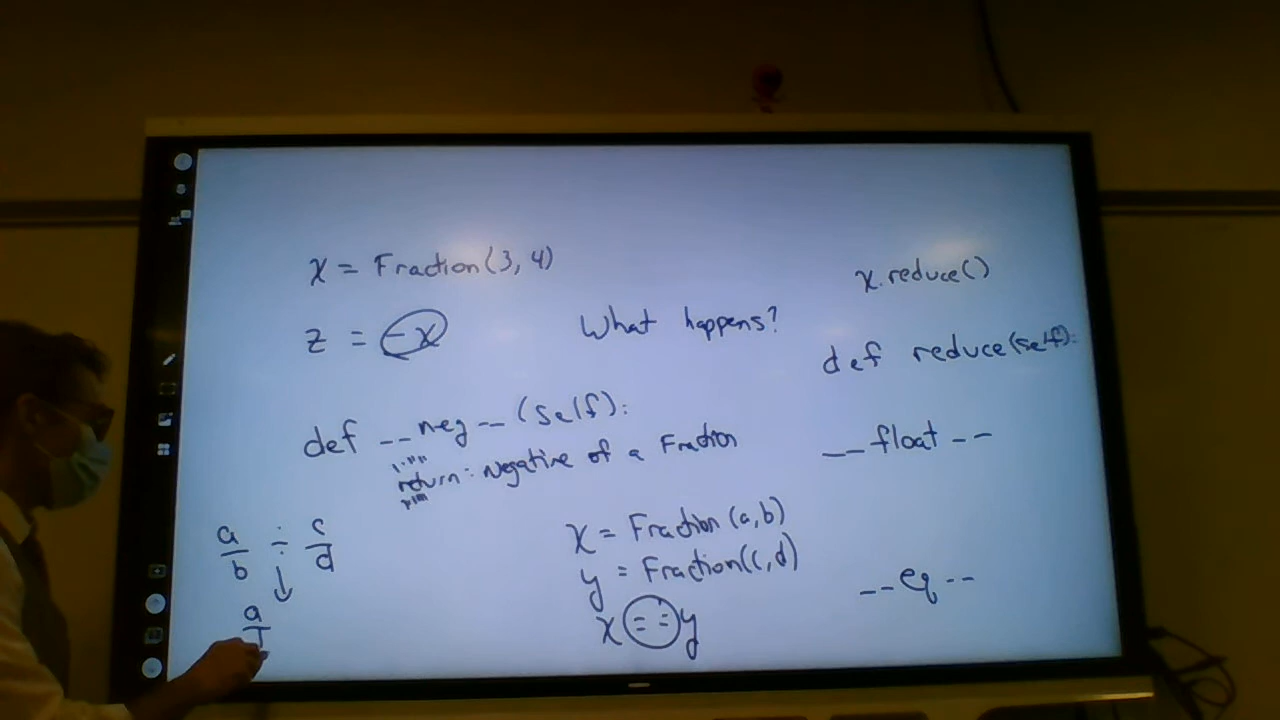 x = Fraction(3, 4)
x.reduce()
z = -x
What happens?
def reduce(self):
def __neg__(self):
"""
return: negative of a Fraction
"""
__float__
a/b ÷ c/d
↓
a
x = Fraction(a,b)
y = Fraction(c,d)
x == y
__eq__